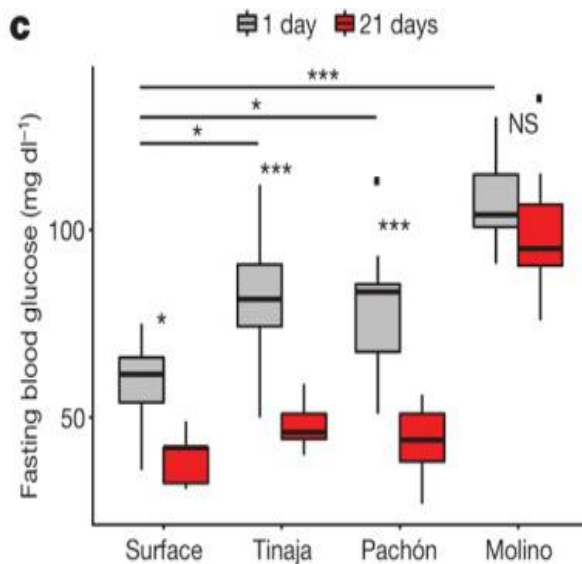 c
1 day 21 days
***
*
NS
*
***
***
100
*
50
Fasting blood glucose (mg dl⁻¹)
Surface Tinaja Pachón Molino